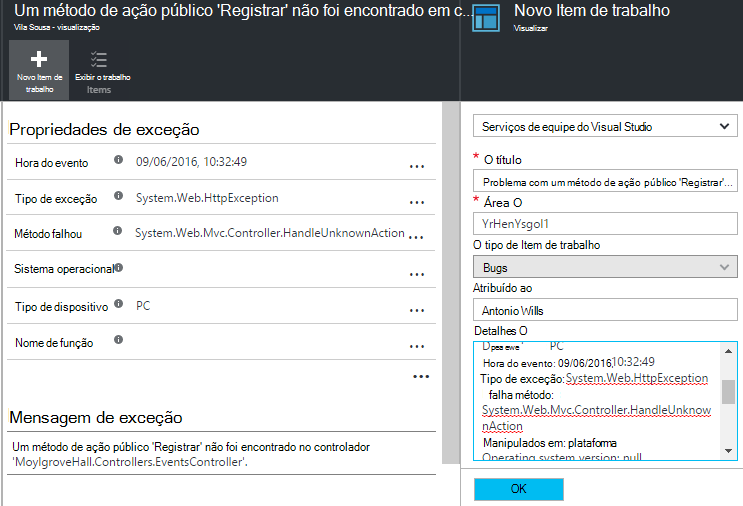 Um método de ação público 'Registrar' não foi encontrado em c...
Vila Sousa - visualização
Novo Item de
trabalho
Exibir o trabalho
Items
Propriedades de exceção
Hora do evento 09/06/2016, 10:32:49 ...
Tipo de exceção System.Web.HttpException ...
Método falhou System.Web.Mvc.Controller.HandleUnknownAction ...
Sistema operacional ...
Tipo de dispositivo PC ...
Nome de função ...
...
Mensagem de exceção
Um método de ação público 'Registrar' não foi encontrado no controlador
'MoylgroveHall.Controllers.EventsController'.
Novo Item de trabalho
Visualizar
Serviços de equipe do Visual Studio
* O título
Problema com um método de ação público 'Registrar'...
* Área O
YrHenYsgol1
O tipo de Item de trabalho
Bugs
Atribuído ao
Antonio Wills
Detalhes O
PC
Hora do evento: 09/06/2016,10:32:49
Tipo de exceção:System.Web.HttpException
falha método:
System.Web.Mvc.Controller.HandleUnknow
nAction
Manipulados em: plataforma
Operating system version: null
OK